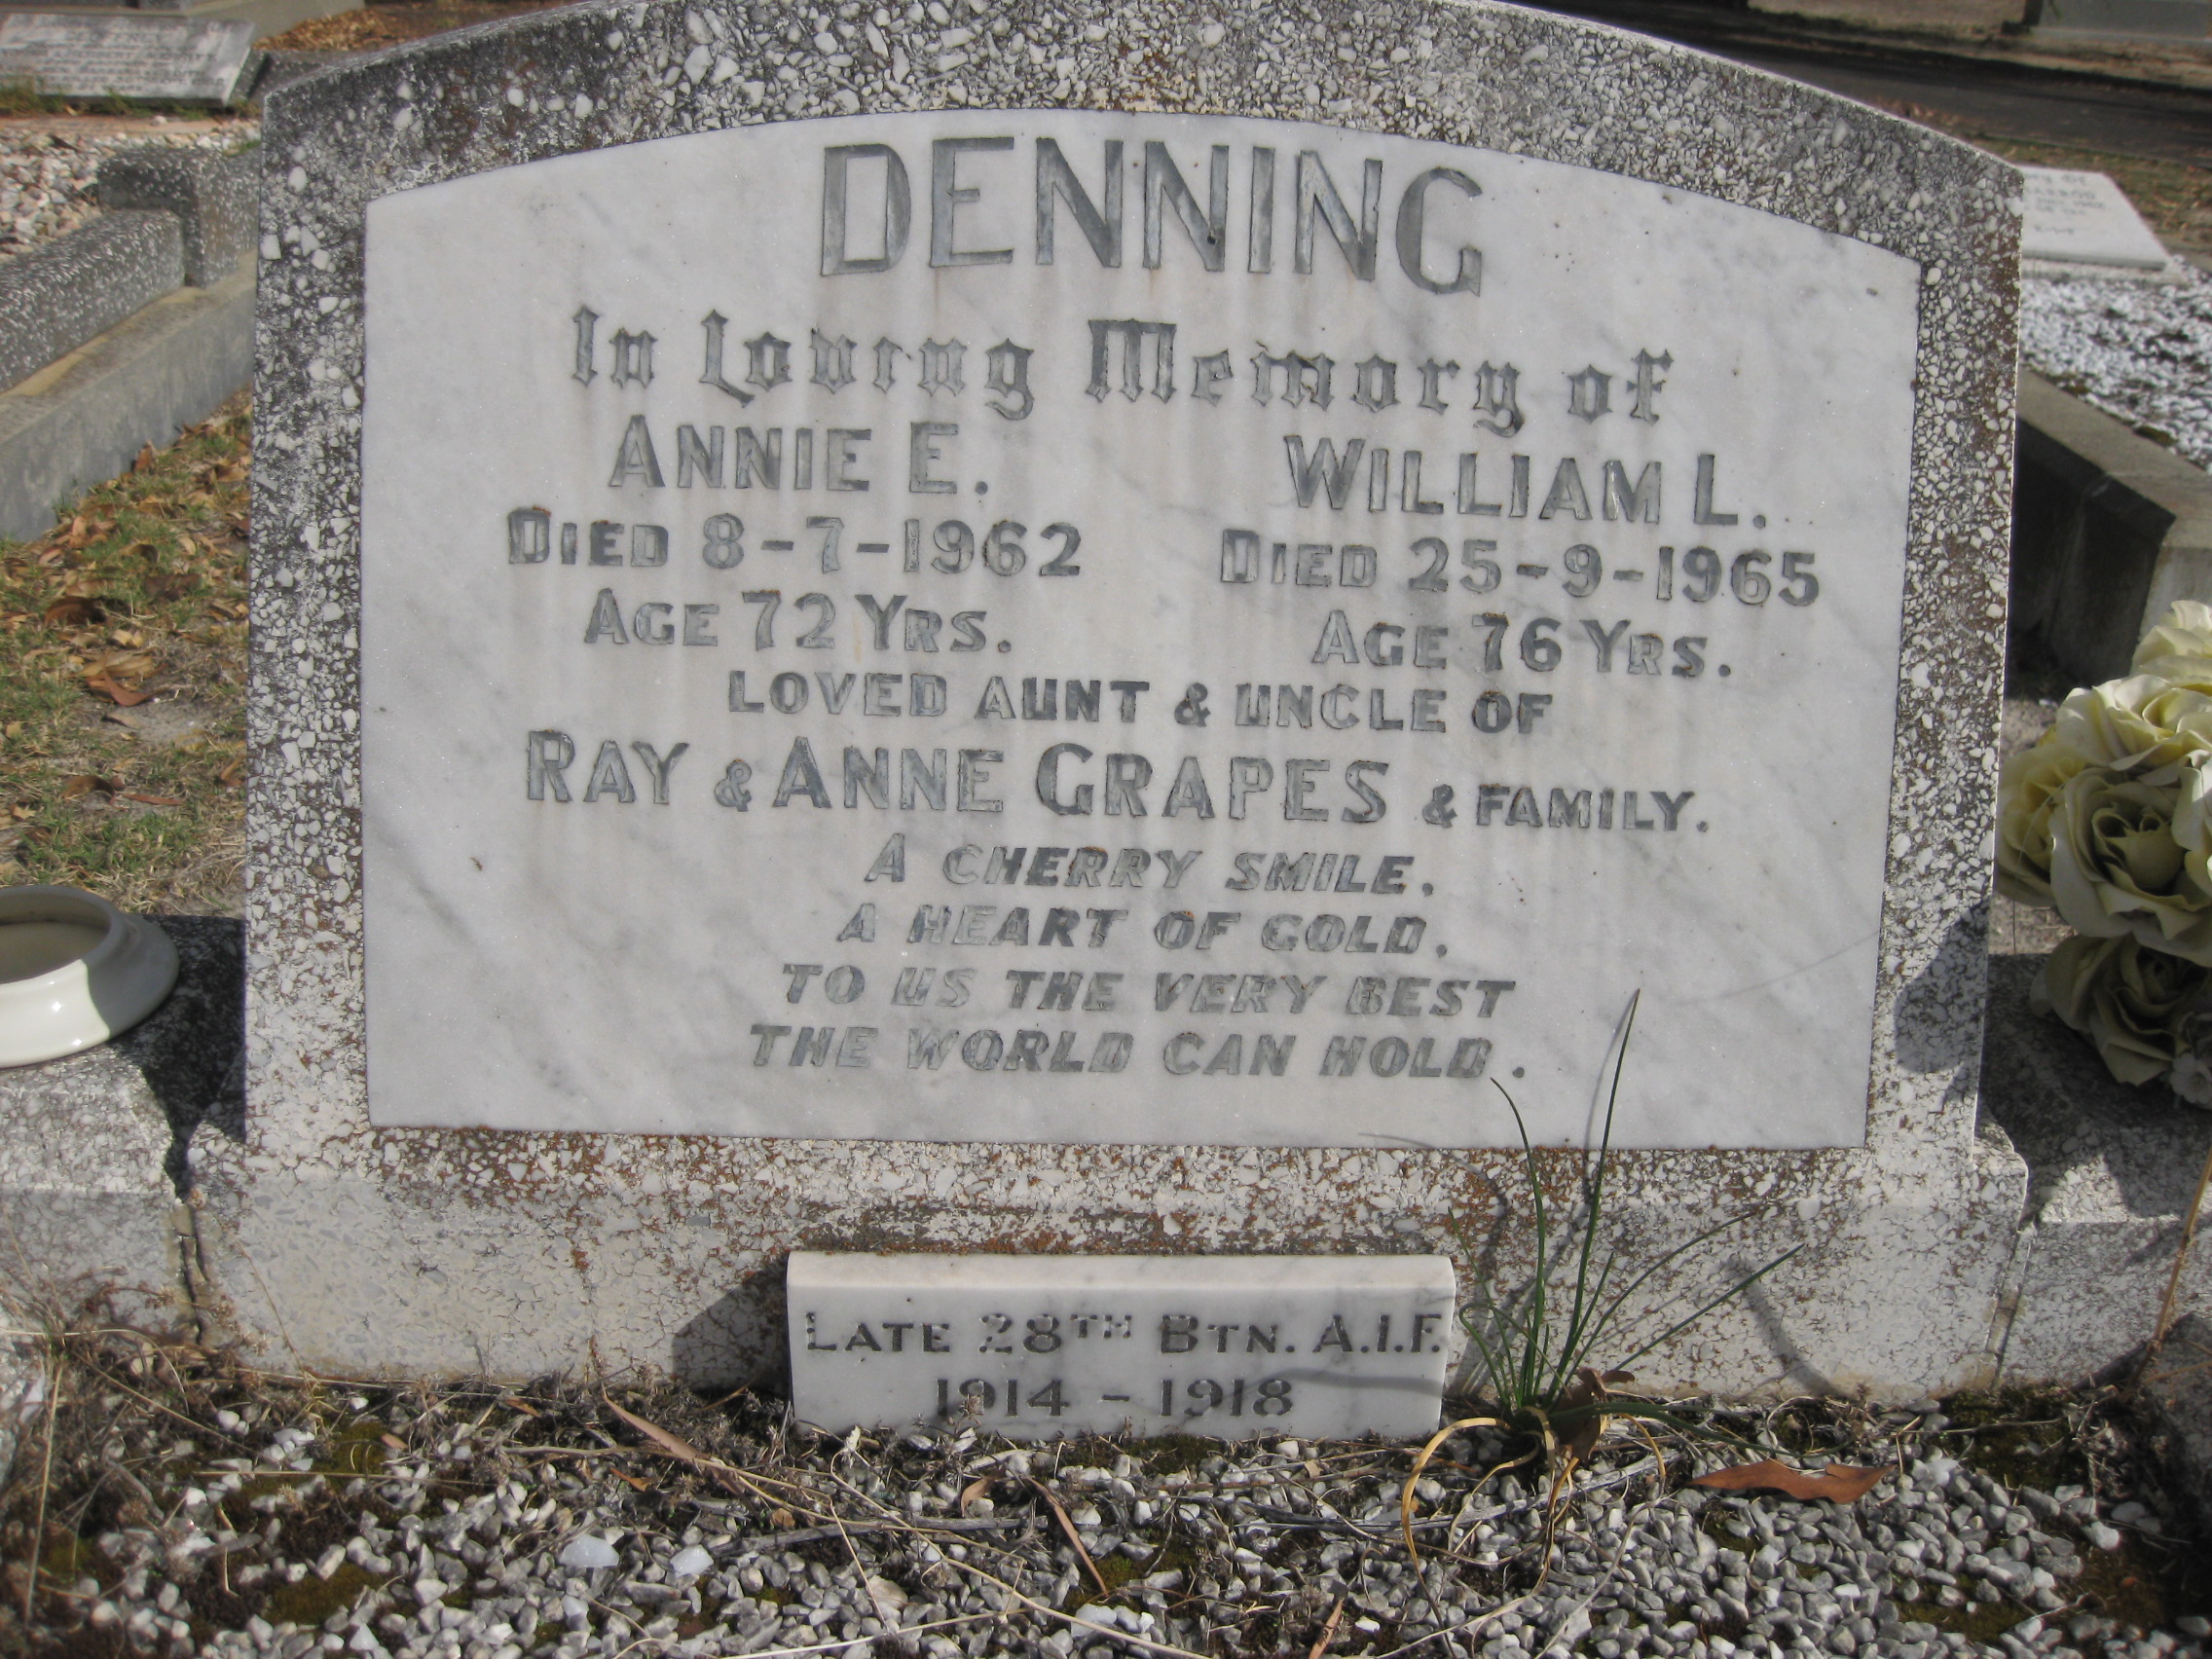 DENNING
In Loving Memory of
ANNIE E. WILLIAM L.
DIED 8-7-1962 DIED 25-9-1965
AGE 72 YRS. AGE 76 YRS.
LOVED AUNT & UNCLE OF
RAY & ANNE GRAPES & FAMILY.
A CHERRY SMILE,
A HEART OF GOLD,
TO US THE VERY BEST
THE WORLD CAN HOLD.
LATE 28TH BTN. A.I.F.
1914 - 1918